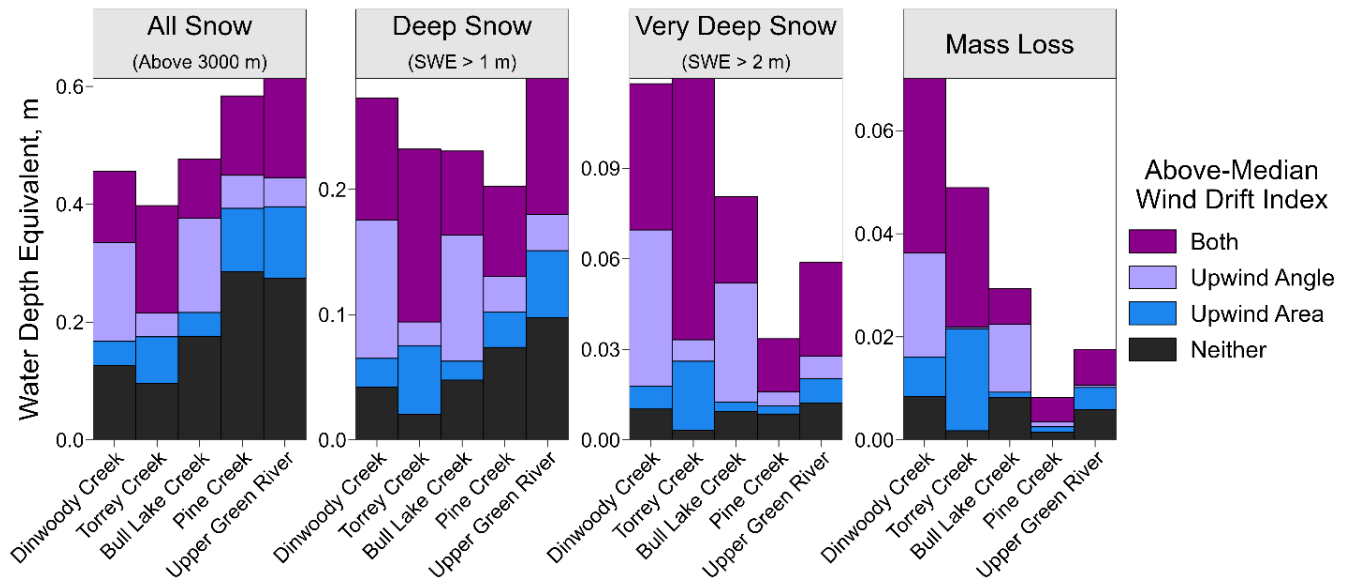 All Snow
(Above 3000 m)
Deep Snow
(SWE > 1 m)
Very Deep Snow
(SWE > 2 m)
Mass Loss
Water Depth Equivalent, m
0.6
0.4
0.2
0.0
0.2
0.1
0.0
0.09
0.06
0.03
0.00
0.06
0.04
0.02
0.00
Dinwoody Creek
Torrey Creek
Bull Lake Creek
Pine Creek
Upper Green River
Dinwoody Creek
Torrey Creek
Bull Lake Creek
Pine Creek
Upper Green River
Dinwoody Creek
Torrey Creek
Bull Lake Creek
Pine Creek
Upper Green River
Dinwoody Creek
Torrey Creek
Bull Lake Creek
Pine Creek
Upper Green River
Above-Median
Wind Drift Index
Both
Upwind Angle
Upwind Area
Neither